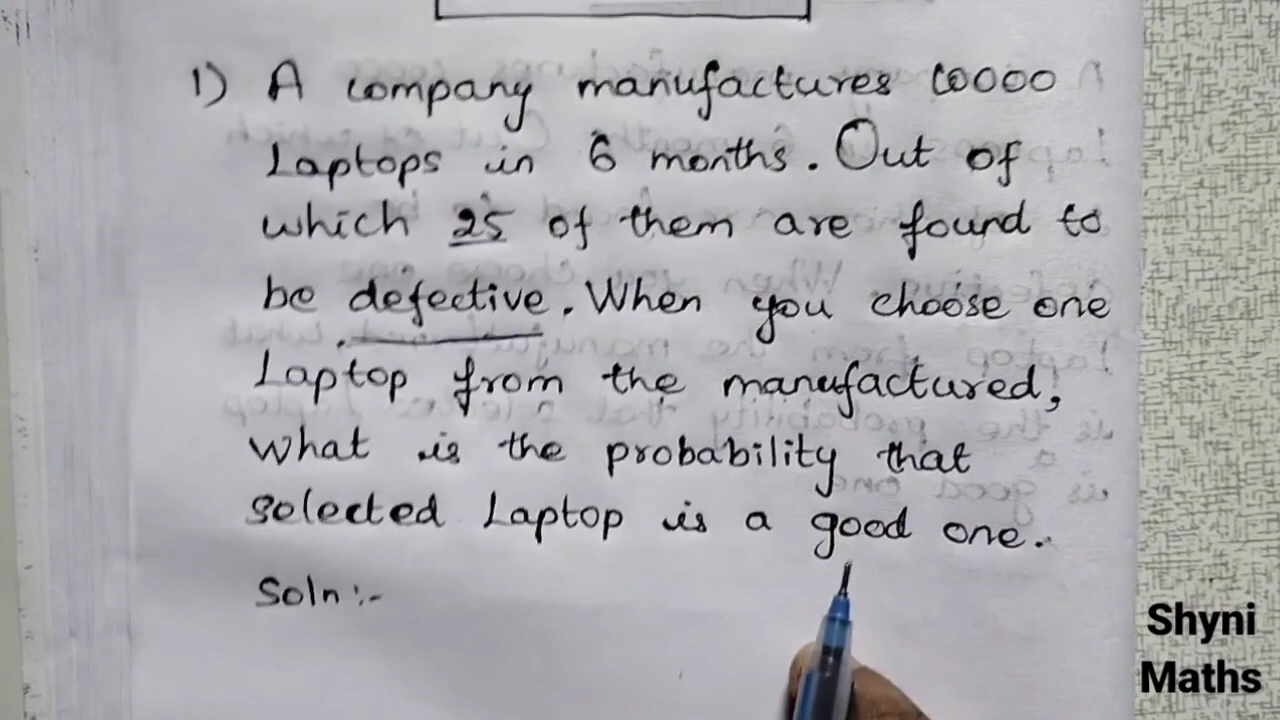 1) A company manufactures 10000
Laptops in 6 months. Out of
which 25 of them are found to
be defective. When you choose one
Laptop from the manufactured,
what is the probability that
selected Laptop is a good one.
Soln :-
Shyni
Maths